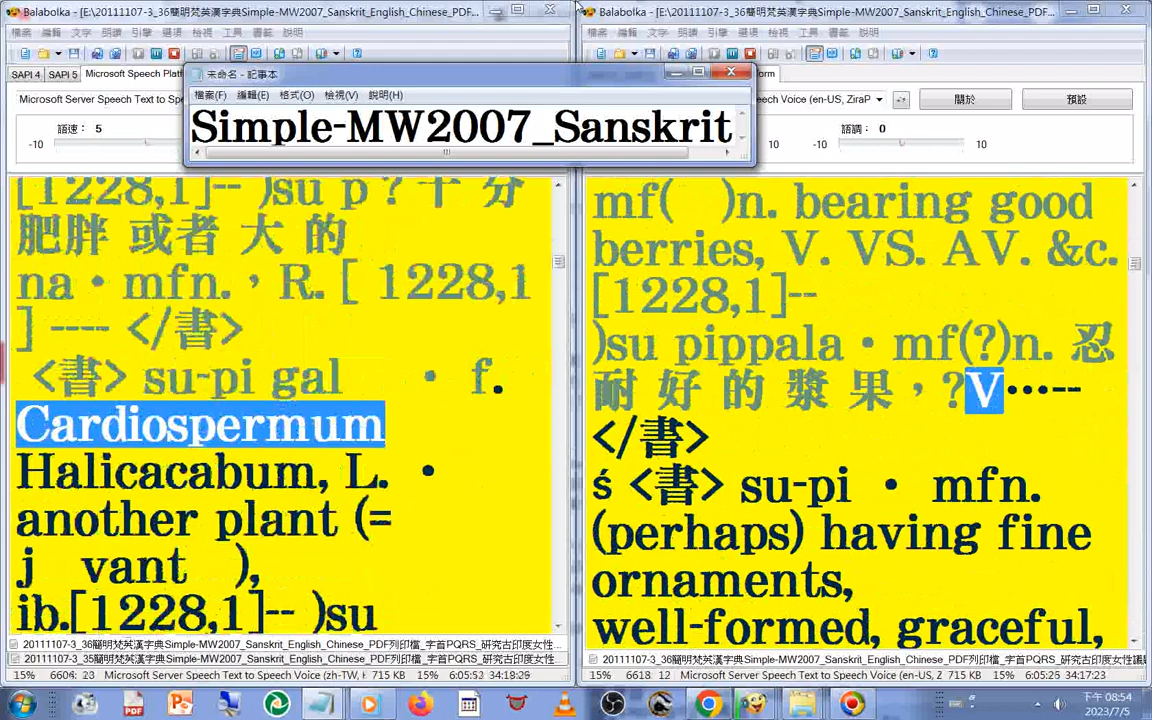 Balabolka - [E:\20111107-3_36簡明梵英漢字典Simple-MW2007_Sanskrit_English_Chinese_PDF...
檔案 編輯 文字 朗讀 引擎 選項 檢視 工具 書籤 說明
SAPI 4 SAPI 5 Microsoft Speech Platf
Microsoft Server Speech Text to Spe
語速： 5
-10
未命名 - 記事本
檔案(F) 編輯(E) 格式(O) 檢視(V) 說明(H)
Simple-MW2007_Sanskrit
[1228,1]-- )su p？十 分
肥胖 或者 大 的
na・mfn.，R. [ 1228,1
] ---- </書>
<書> su-pi gal • f.
Cardiospermum
Halicacabum, L. •
another plant (=
j vant ),
ib.[1228,1]-- )su
20111107-3_36簡明梵英漢字典Simple-MW2007_Sanskrit_English_Chinese_PDF列印檔_字首PQRS_研究古印度女性
20111107-3_35簡明梵英漢字典Simple-MW2007_Sanskrit_English_Chinese_PDF列印檔_字首PQRS_研究古印度女性
15% 6604: 23 Microsoft Server Speech Text to Speech Voice (zh-TW, H 715 KB 15% 6:05:52 34:18:29
Balabolka - [E:\20111107-3_36簡明梵英漢字典Simple-MW2007_Sanskrit_English_Chinese_PDF...
檔案 編輯 文字 朗讀 引擎 選項 檢視 工具 書籤 說明
orm
eech Voice (en-US, ZiraP 關於 預設
語調： 0
10 -10 10
mf( )n. bearing good
berries, V. VS. AV. &c.
[1228,1]--
)su pippala・mf(?)n. 忍
耐 好 的 漿 果，?V•••--
</書>
ś <書> su-pi • mfn.
(perhaps) having fine
ornaments,
well-formed, graceful,
20111107-3_36簡明梵英漢字典Simple-MW2007_Sanskrit_English_Chinese_PDF列印檔_字首PQRS_研究古印度女性議
15% 6618: 12 Microsoft Server Speech Text to Speech Voice (en-US, Z 715 KB 15% 6:05:25 34:17:23
下午 08:54
2023/7/5